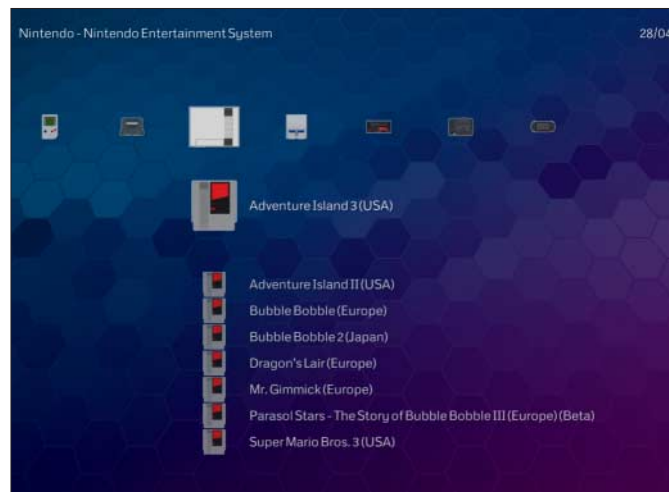 Nintendo - Nintendo Entertainment System
28/04
Adventure Island 3 (USA)
Adventure Island II (USA)
Bubble Bobble (Europe)
Bubble Bobble 2 (Japan)
Dragon's Lair (Europe)
Mr. Gimmick (Europe)
Parasol Stars - The Story of Bubble Bobble III (Europe) (Beta)
Super Mario Bros. 3 (USA)